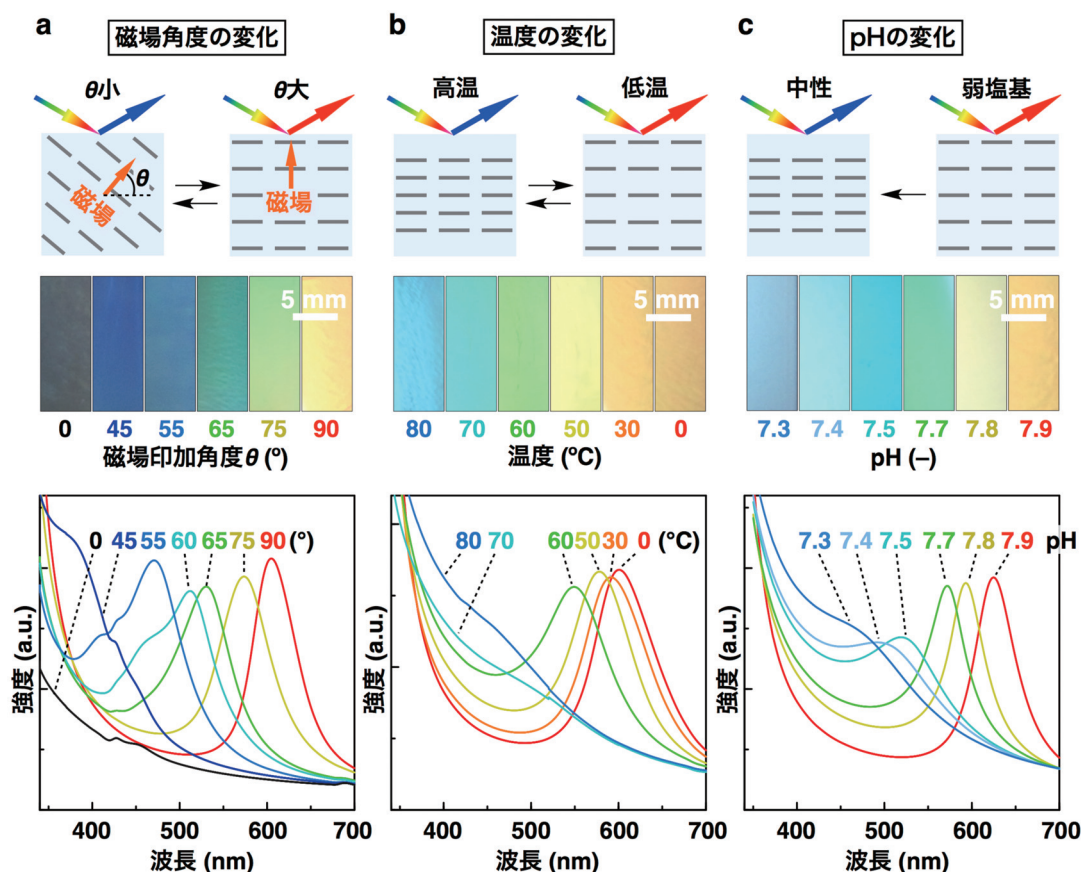 a 磁場角度の変化
θ小 θ大
磁場 θ 磁場
5 mm
0 45 55 65 75 90
磁場印加角度θ (º)
0 45 55 60 65 75 90 (º)
強度 (a.u.)
400 500 600 700
波長 (nm)
b 温度の変化
高温 低温
5 mm
80 70 60 50 30 0
温度 (ºC)
80 70 60 50 30 0 (ºC)
強度 (a.u.)
400 500 600 700
波長 (nm)
c pHの変化
中性 弱塩基
5 mm
7.3 7.4 7.5 7.7 7.8 7.9
pH (–)
7.3 7.4 7.5 7.7 7.8 7.9 pH
強度 (a.u.)
400 500 600 700
波長 (nm)